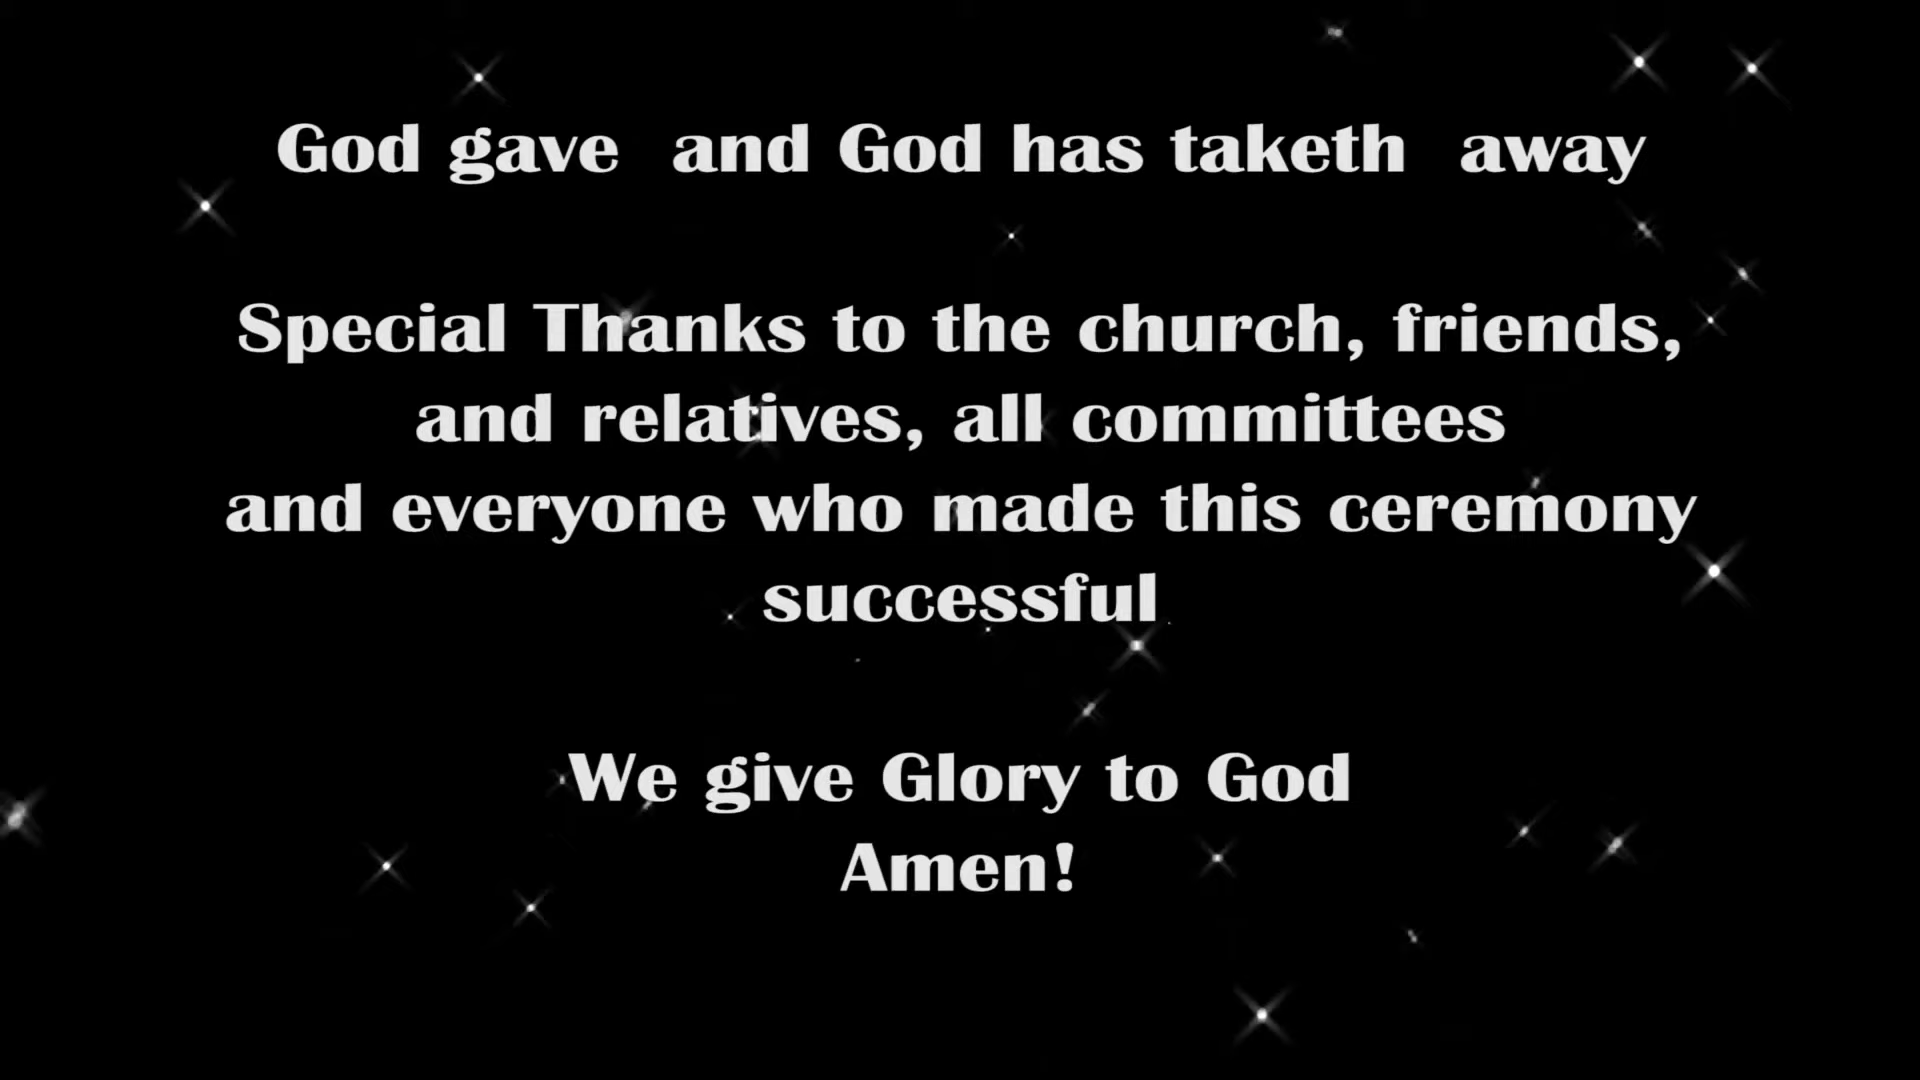 God gave and God has taketh away
Special Thanks to the church, friends,
and relatives, all committees
and everyone who made this ceremony
successful
We give Glory to God
Amen!